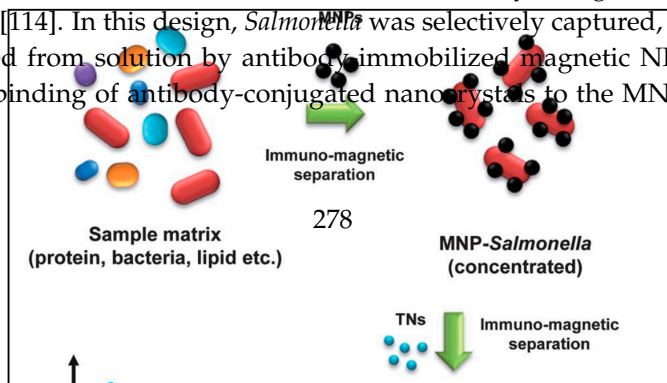 [114]. In this design, Salmonella was selectively captured,
MNPs
ed from solution by antibody-immobilized magnetic NP
binding of antibody-conjugated nanocrystals to the MN
Immuno-magnetic
separation
278
Sample matrix
(protein, bacteria, lipid etc.)
MNP-Salmonella
(concentrated)
TNs
Immuno-magnetic
separation